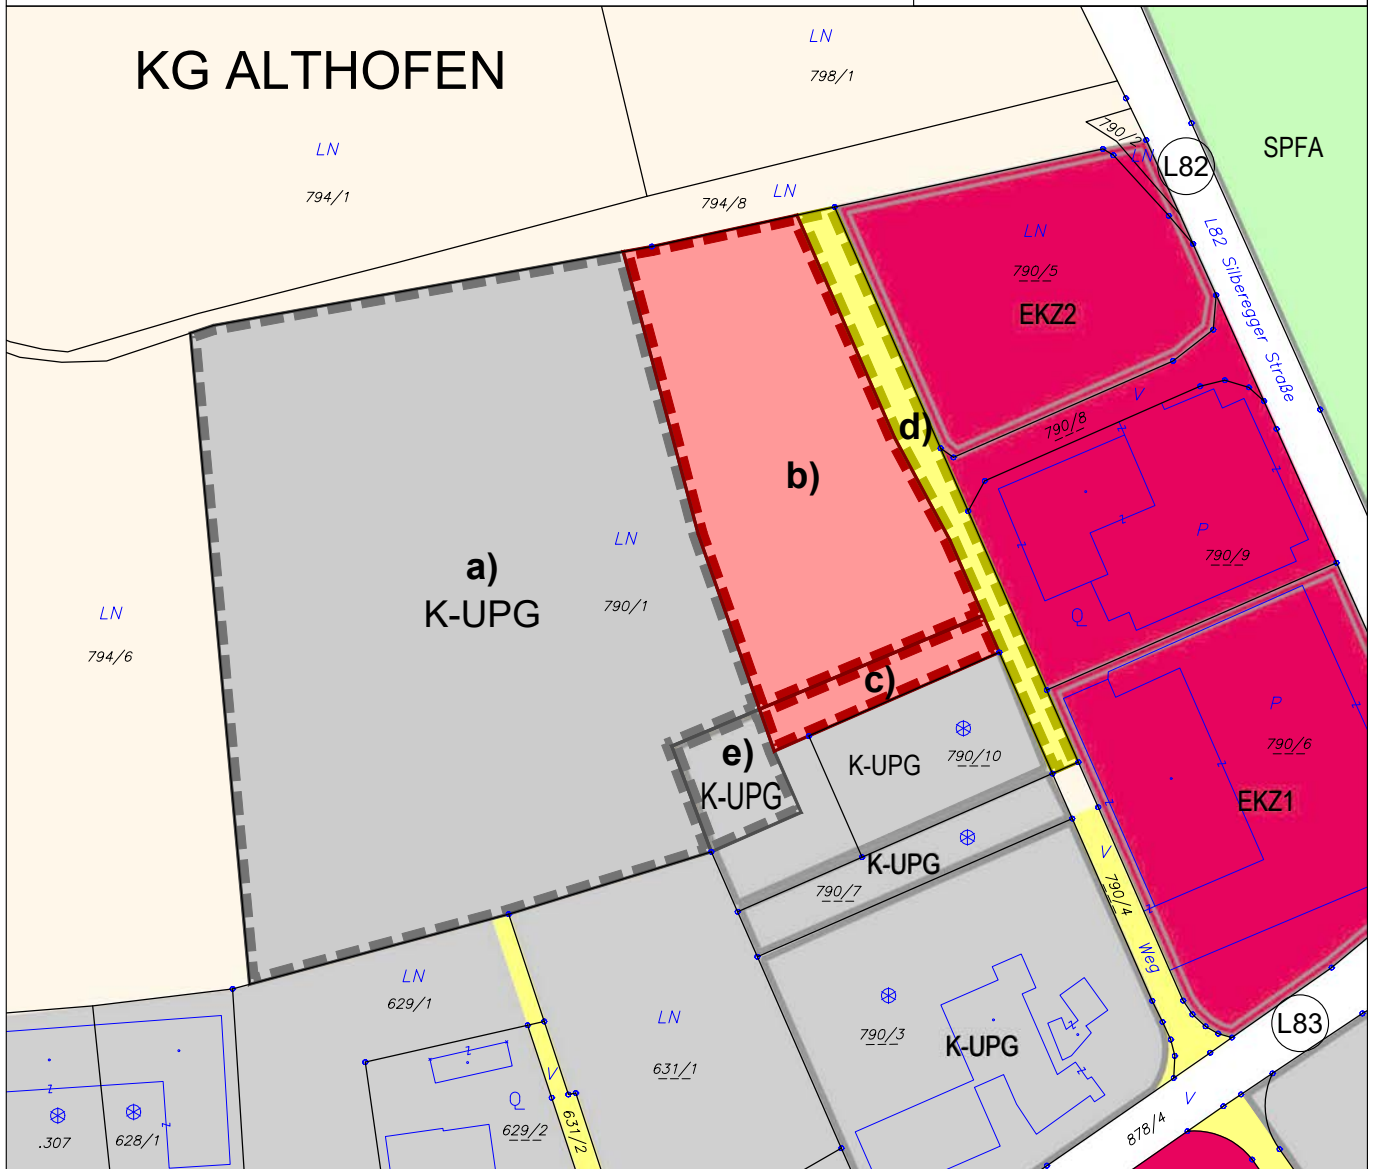 KG ALTHOFEN
LN
798/1
790/2
LN
SPFA
L82
LN
794/1
LN
794/8
LN
790/5
EKZ2
L82 Silberegger Straße
V
790/8
d)
b)
P
790/9
Q
LN
a)
K-UPG
790/1
LN
794/6
c)
e)
K-UPG
K-UPG
790/10
P
790/6
EKZ1
K-UPG
790/7
V
790/4
Weg
LN
629/1
LN
631/1
790/3
K-UPG
L83
V
878/4
V
631/2
Q
629/2
.307
628/1